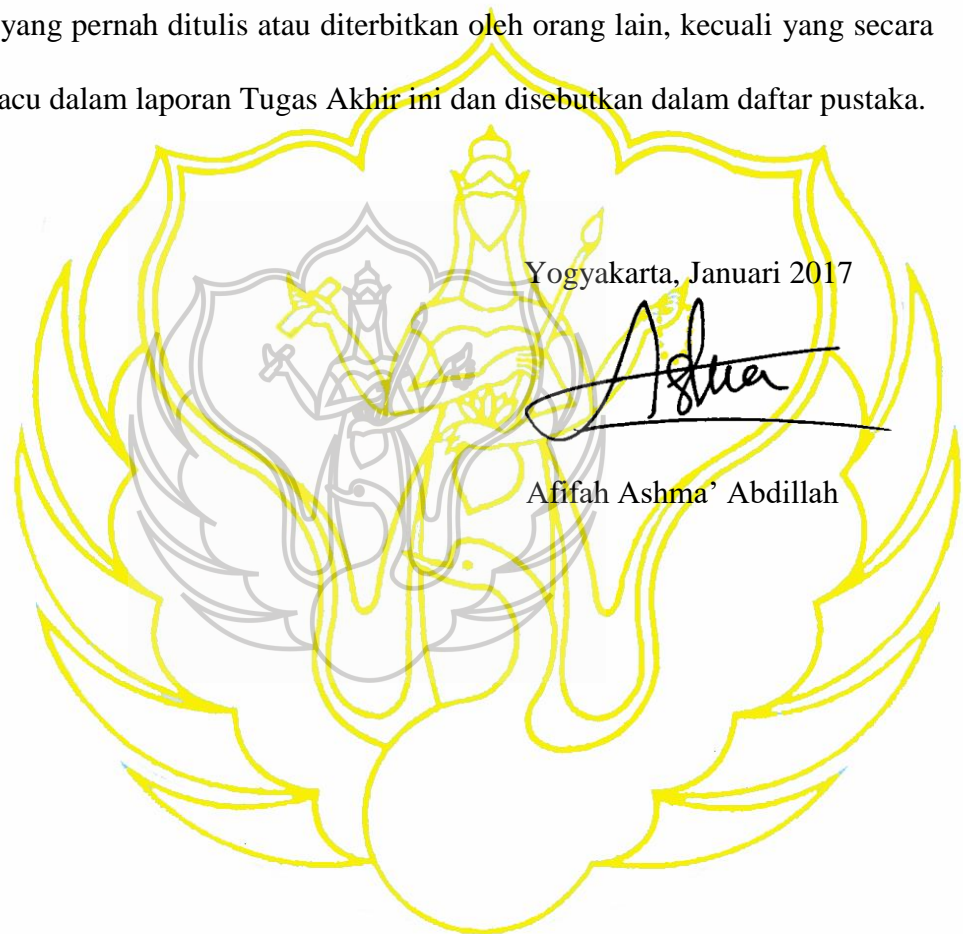 yang pernah ditulis atau diterbitkan oleh orang lain, kecuali yang secara
acu dalam laporan Tugas Akhir ini dan disebutkan dalam daftar pustaka.
Yogyakarta, Januari 2017
Ashma
Afifah Ashma’ Abdillah